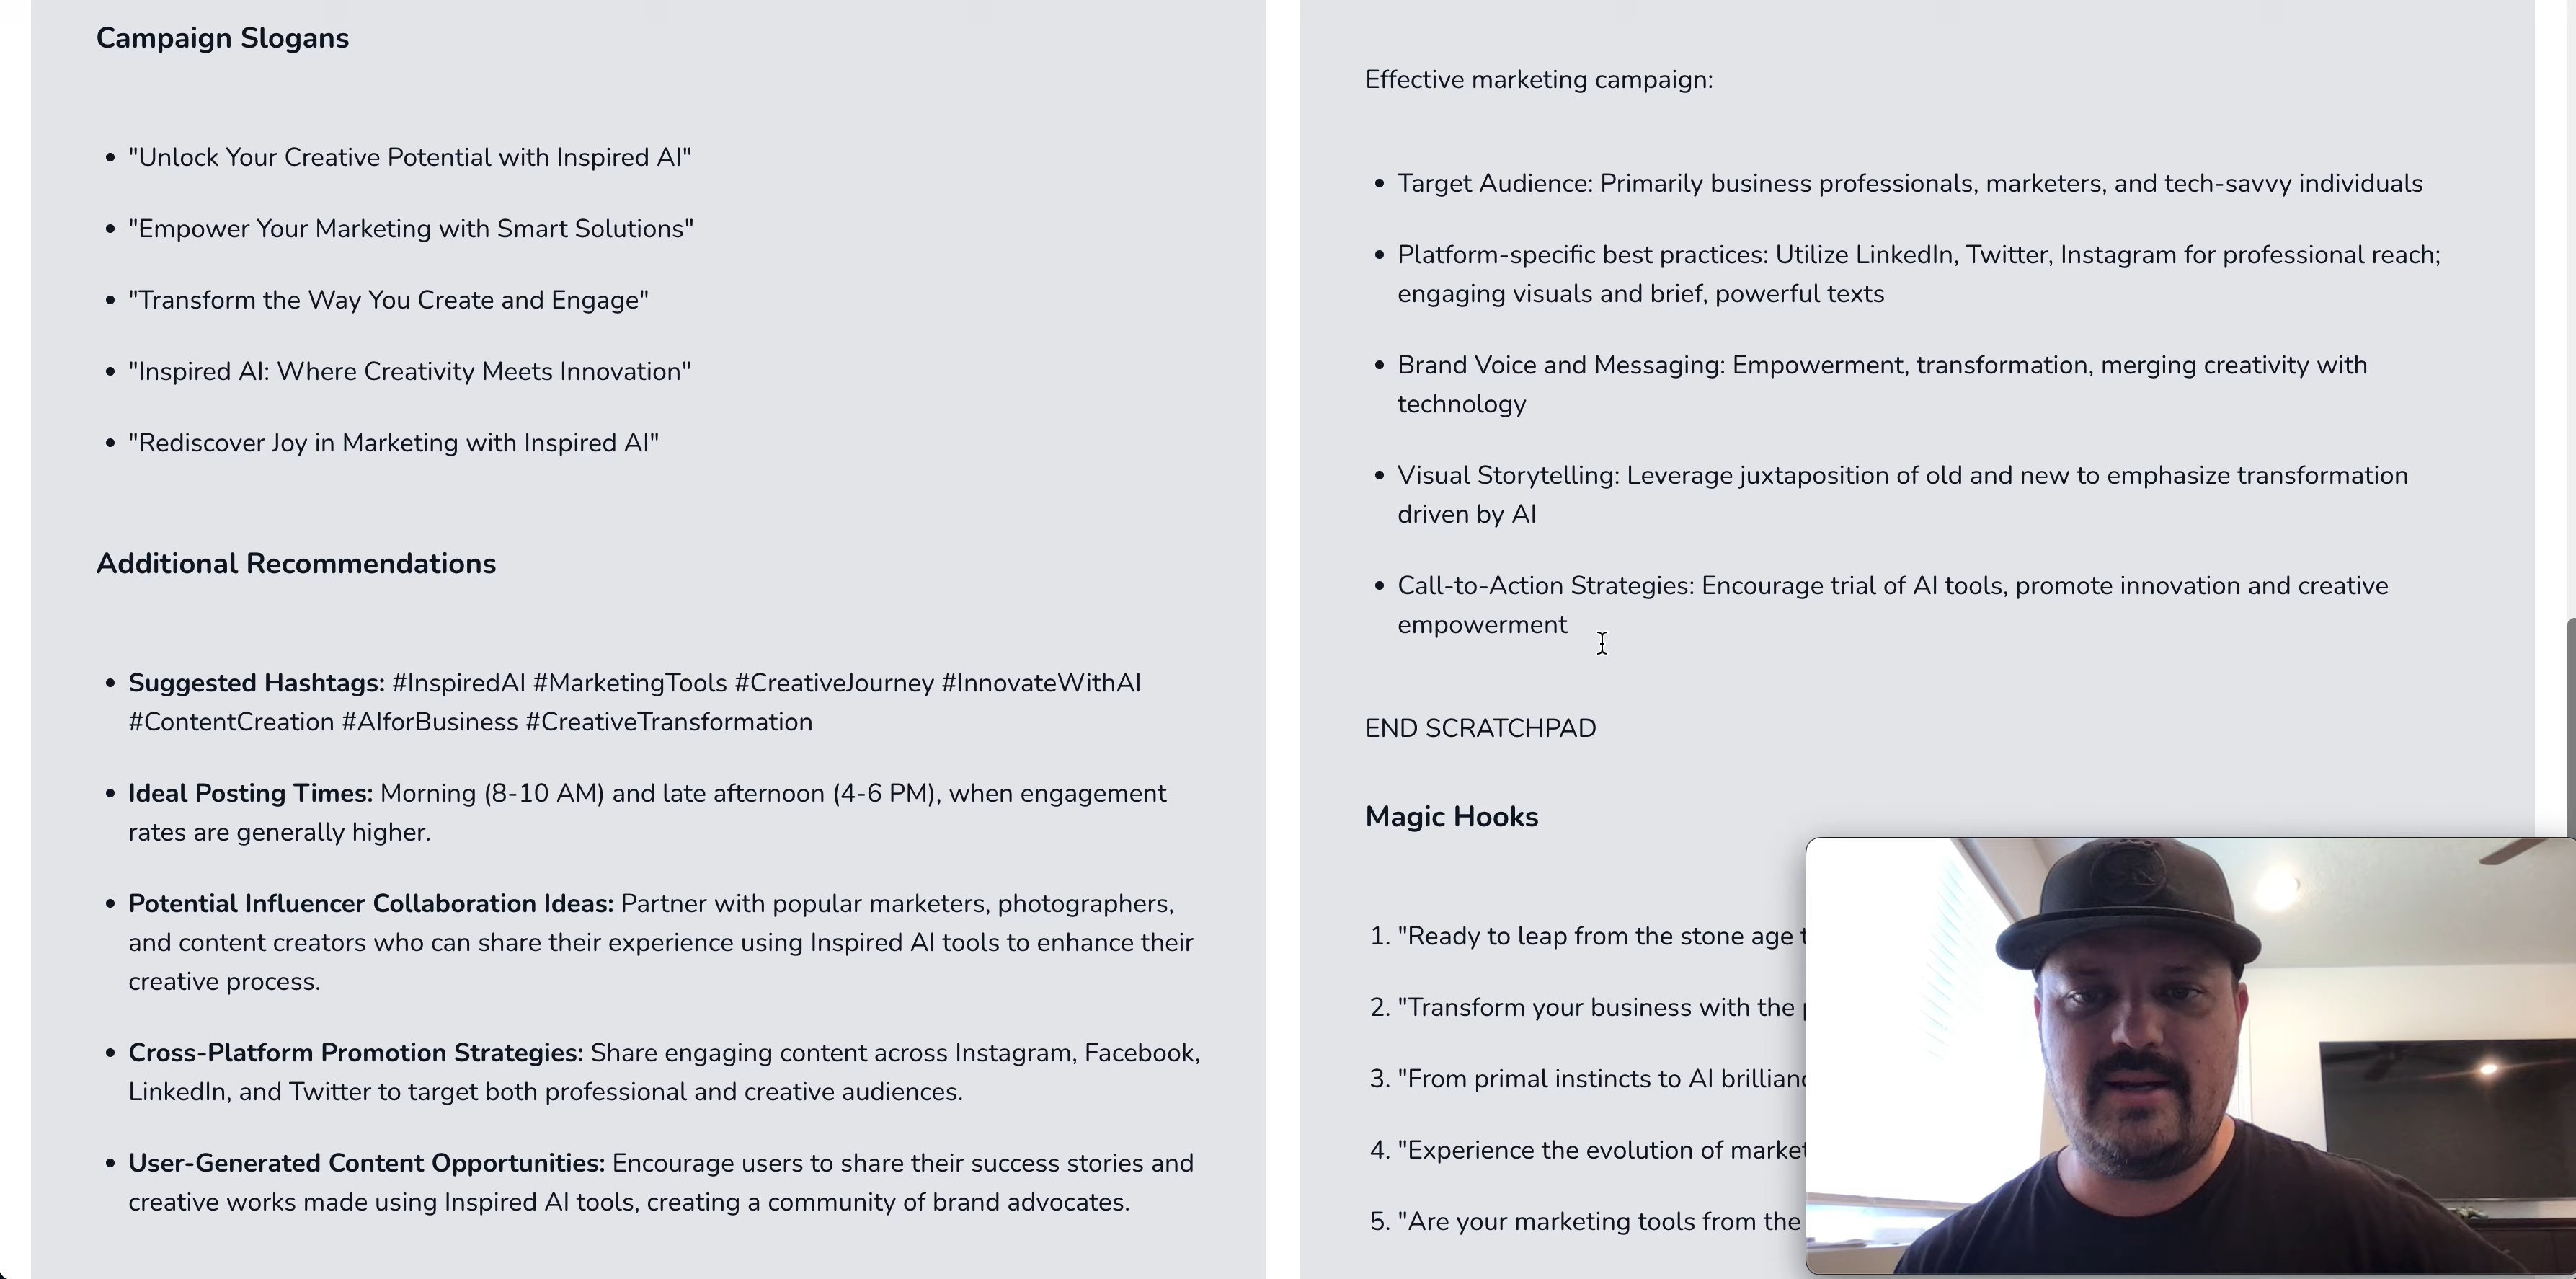 Campaign Slogans
• "Unlock Your Creative Potential with Inspired AI"
• "Empower Your Marketing with Smart Solutions"
• "Transform the Way You Create and Engage"
• "Inspired AI: Where Creativity Meets Innovation"
• "Rediscover Joy in Marketing with Inspired AI"
Additional Recommendations
• Suggested Hashtags: #InspiredAI #MarketingTools #CreativeJourney #InnovateWithAI
#ContentCreation #AIforBusiness #CreativeTransformation
• Ideal Posting Times: Morning (8-10 AM) and late afternoon (4-6 PM), when engagement
rates are generally higher.
• Potential Influencer Collaboration Ideas: Partner with popular marketers, photographers,
and content creators who can share their experience using Inspired AI tools to enhance their
creative process.
• Cross-Platform Promotion Strategies: Share engaging content across Instagram, Facebook,
LinkedIn, and Twitter to target both professional and creative audiences.
• User-Generated Content Opportunities: Encourage users to share their success stories and
creative works made using Inspired AI tools, creating a community of brand advocates.
Effective marketing campaign:
• Target Audience: Primarily business professionals, marketers, and tech-savvy individuals
• Platform-specific best practices: Utilize LinkedIn, Twitter, Instagram for professional reach;
engaging visuals and brief, powerful texts
• Brand Voice and Messaging: Empowerment, transformation, merging creativity with
technology
• Visual Storytelling: Leverage juxtaposition of old and new to emphasize transformation
driven by AI
• Call-to-Action Strategies: Encourage trial of AI tools, promote innovation and creative
empowerment
END SCRATCHPAD
Magic Hooks
1. "Ready to leap from the stone age
2. "Transform your business with the
3. "From primal instincts to AI
4. "Experience the evolution of
5. "Are your marketing tools from the